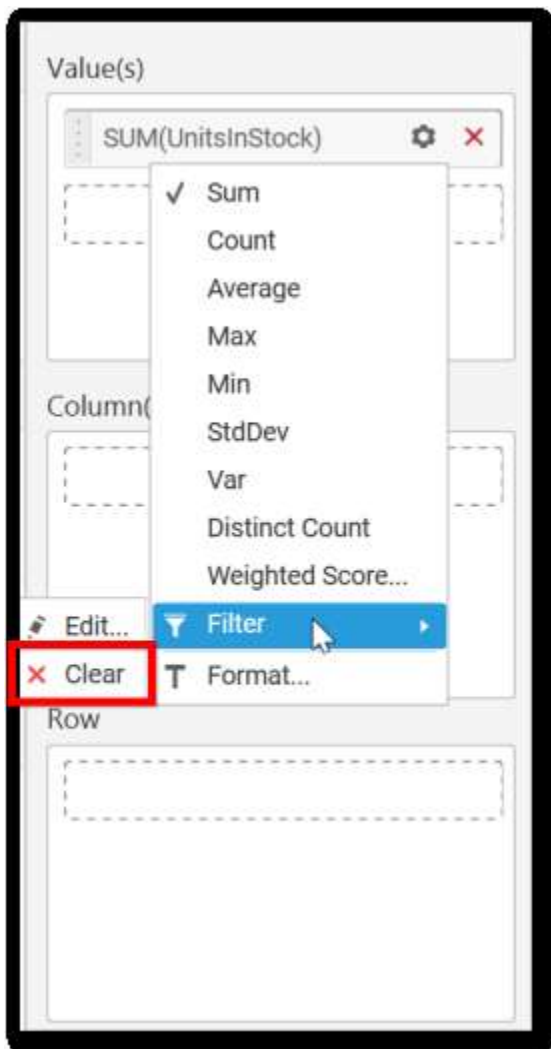 Value(s)
SUM(UnitsInStock)
Sum
Count
Average
Max
Min
Column(
StdDev
Var
Distinct Count
Weighted Score...
Edit...
Filter
Clear
Format...
Row